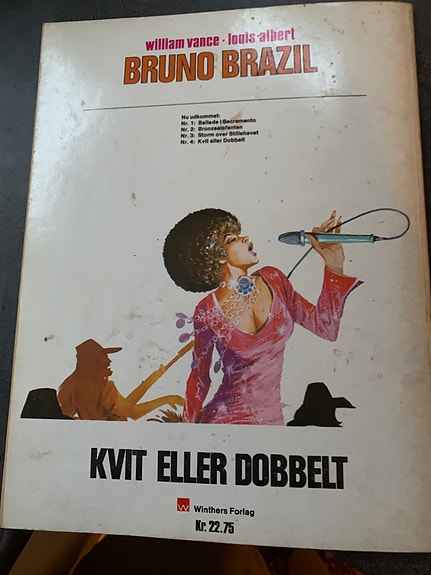 william vance · louis-albert
BRUNO BRAZIL
Nu udkommet:
Nr. 1: Ballade i Sacramento
Nr. 2: Bronzeelefanten
Nr. 3: Storm over Stillehavet
Nr. 4: Kvit eller Dobbelt
KVIT ELLER DOBBELT
Winthers Forlag
Kr. 22.75